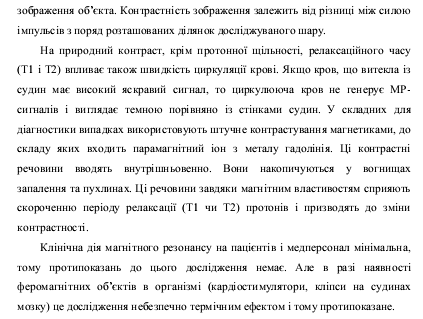 зображення об’єкта. Контрастність зображення залежить від різниці між силою
імпульсів з поряд розташованих ділянок досліджуваного шару.
На природний контраст, крім протонної щільності, релаксаційного часу
(Т1 і Т2) впливає також швидкість циркуляції крові. Якщо кров, що витекла із
судин має високий яскравий сигнал, то циркулююча кров не генерує МР-
сигналів і виглядає темною порівняно із стінками судин. У складних для
діагностики випадках використовують штучне контрастування магнетиками, до
складу яких входить парамагнітний іон з металу гадолінія. Ці контрастні
речовини вводять внутрішньовенно. Вони накопичуються у вогнищах
запалення та пухлинах. Ці речовини завдяки магнітним властивостям сприяють
скороченню періоду релаксації (Т1 чи Т2) протонів і призводять до зміни
контрастності.
Клінічна дія магнітного резонансу на пацієнтів і медперсонал мінімальна,
тому протипоказань до цього дослідження немає. Але в разі наявності
феромагнітних об’єктів в організмі (кардіостимулятори, кліпси на судинах
мозку) це дослідження небезпечно термічним ефектом і тому протипоказане.